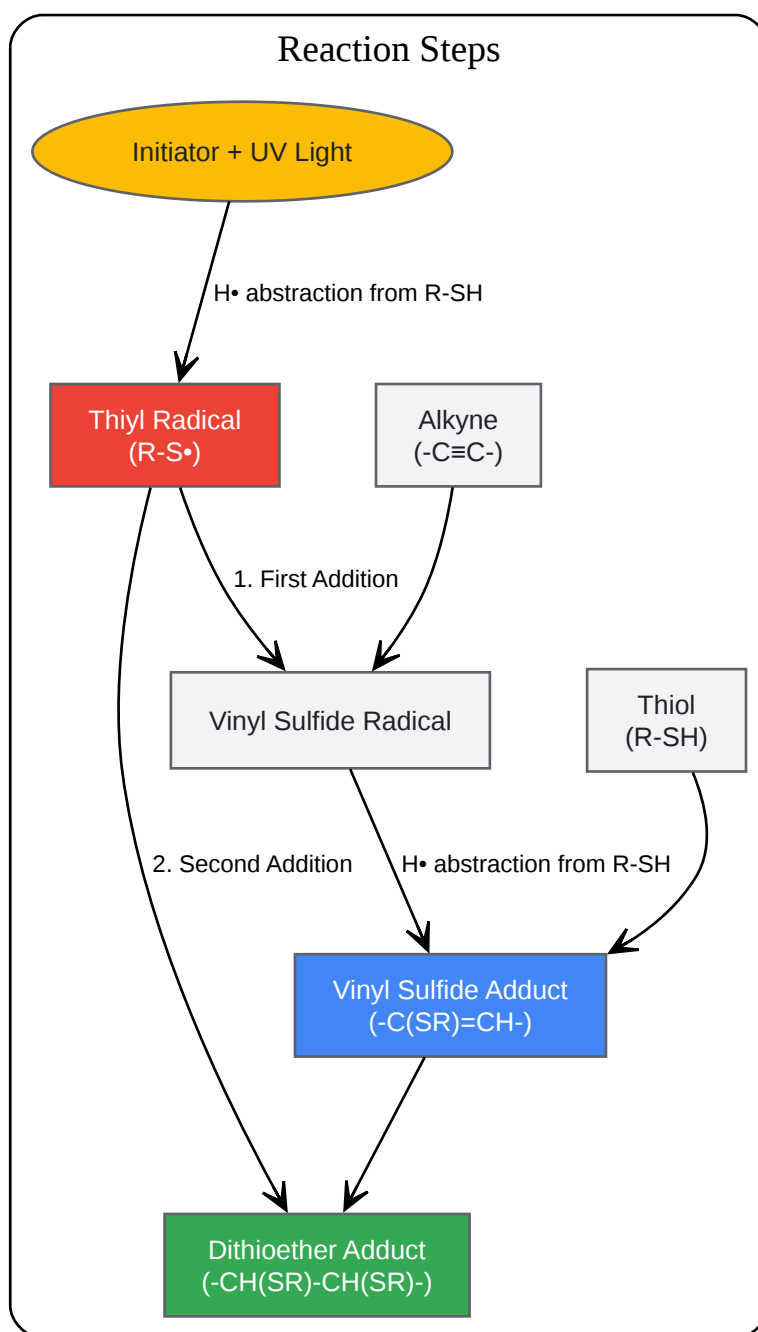 Reaction Steps
Initiator + UV Light
H• abstraction from R-SH
Thiyl Radical
(R-S•)
Alkyne
(-C≡C-)
1. First Addition
Vinyl Sulfide Radical
Thiol
(R-SH)
2. Second Addition
H• abstraction from R-SH
Vinyl Sulfide Adduct
(-C(SR)=CH-)
Dithioether Adduct
(-CH(SR)-CH(SR)-)